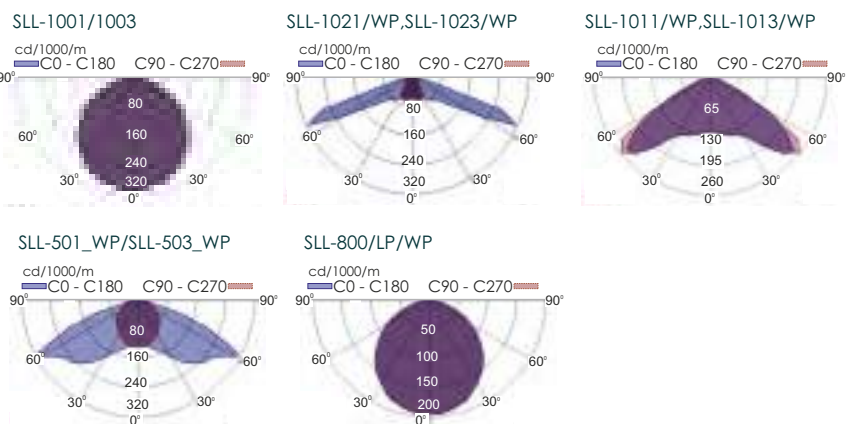 SLL-1001/1003
cd/1000/m
C0 - C180 C90 - C270
90° 90°
80
60° 160 60°
240
30° 320 30°
0°
SLL-1021/WP,SLL-1023/WP
cd/1000/m
C0 - C180 C90 - C270
90° 90°
80
60° 160 60°
240
30° 320 30°
0°
SLL-1011/WP,SLL-1013/WP
cd/1000/m
C0 - C180 C90 - C270
90° 90°
65
60° 130 60°
195
30° 260 30°
0°
SLL-501_WP/SLL-503_WP
cd/1000/m
C0 - C180 C90 - C270
90° 90°
80
60° 160 60°
240
30° 320 30°
0°
SLL-800/LP/WP
cd/1000/m
C0 - C180 C90 - C270
90° 90°
50
60° 100 60°
150
30° 200 30°
0°